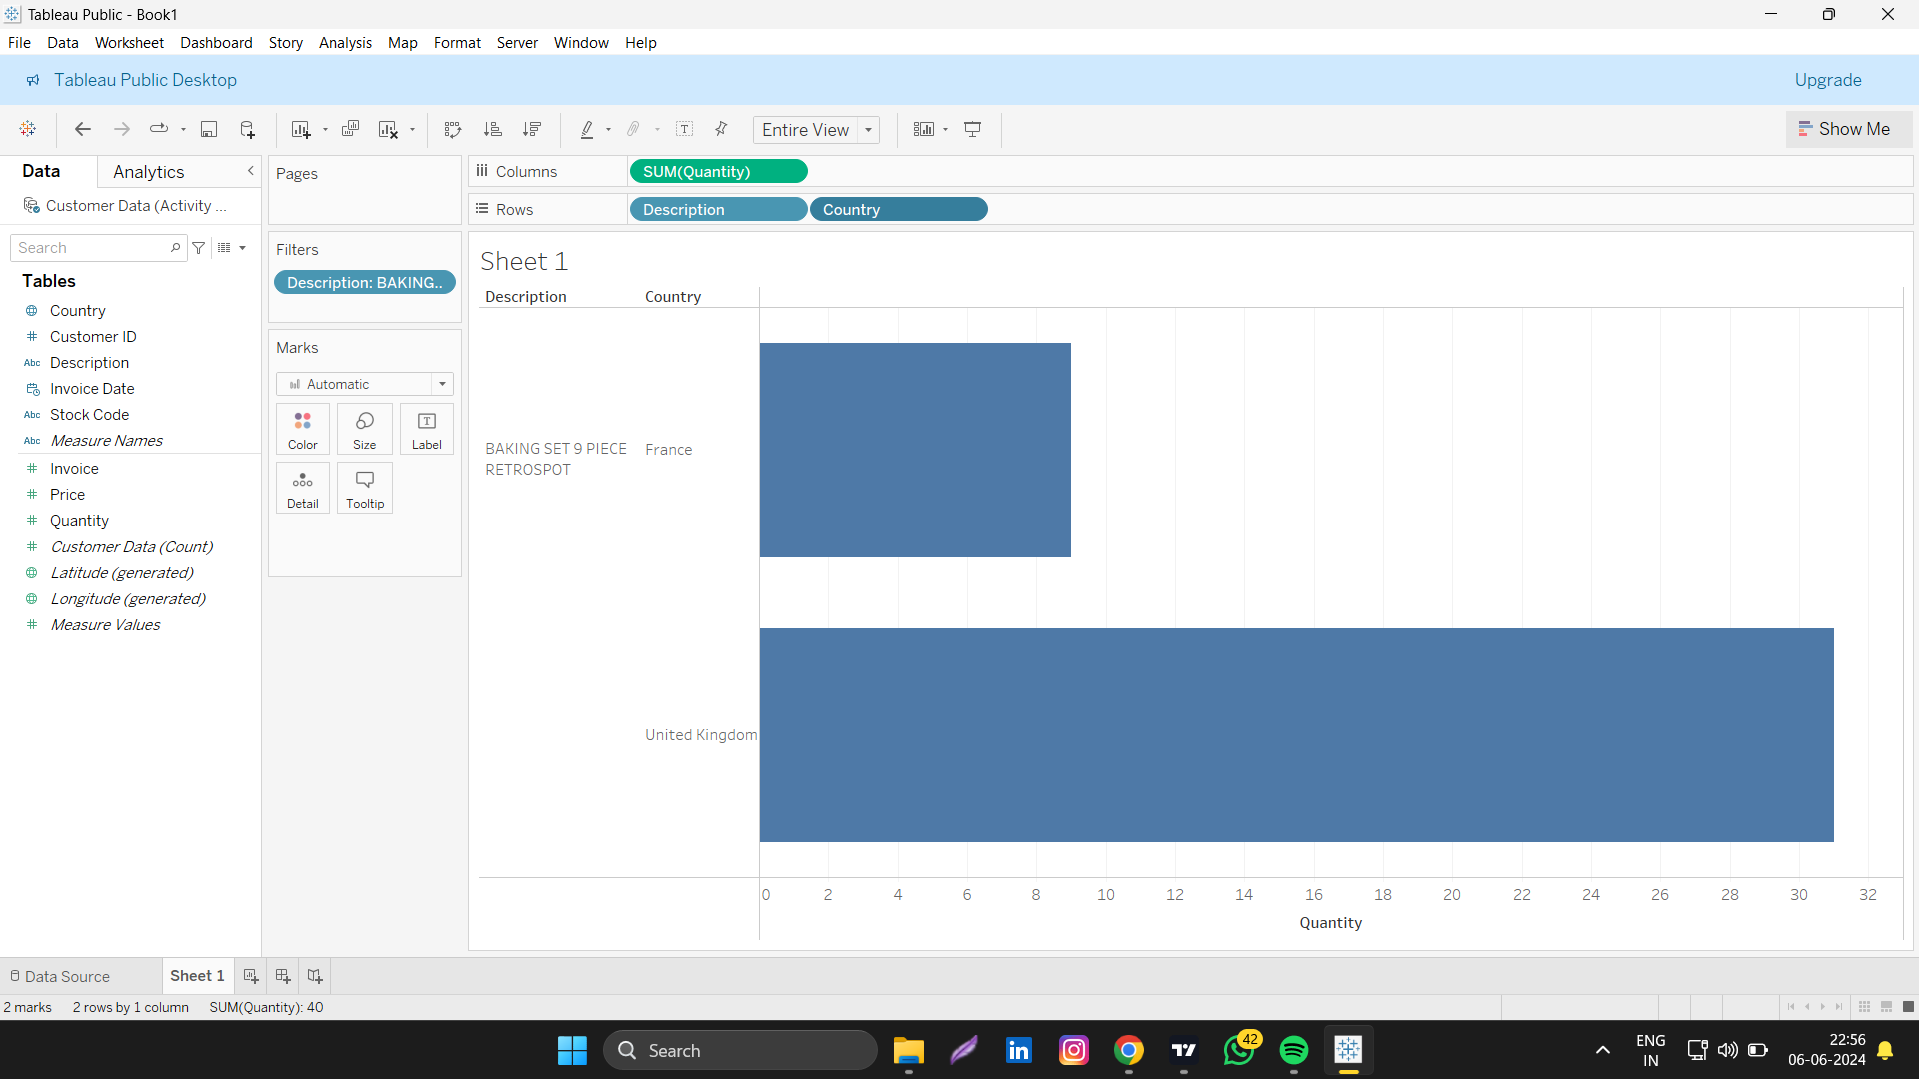 Tableau Public - Book1
File Data Worksheet Dashboard Story Analysis Map Format Server Window Help
Tableau Public Desktop
Upgrade
Entire View
Show Me
Data
Analytics
Customer Data (Activity ...
Search
Tables
Country
Customer ID
Abc Description
Invoice Date
Abc Stock Code
Abc Measure Names
Invoice
Price
Quantity
Customer Data (Count)
Latitude (generated)
Longitude (generated)
Measure Values
Pages
Filters
Description: BAKING..
Marks
Automatic
Color Size Label
Detail Tooltip
Columns SUM(Quantity)
Rows Description Country
Sheet 1
Description Country
BAKING SET 9 PIECE
RETROSPOT
France
United Kingdom
0 2 4 6 8 10 12 14 16 18 20 22 24 26 28 30 32
Quantity
Data Source Sheet 1
2 marks 2 rows by 1 column SUM(Quantity): 40
Search
42
ENG
IN
22:56
06-06-2024